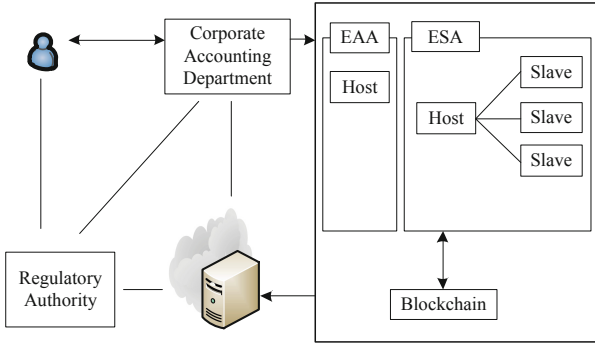 Corporate
Accounting
Department
EAA
Host
ESA
Host
Slave
Slave
Slave
Regulatory
Authority
Blockchain